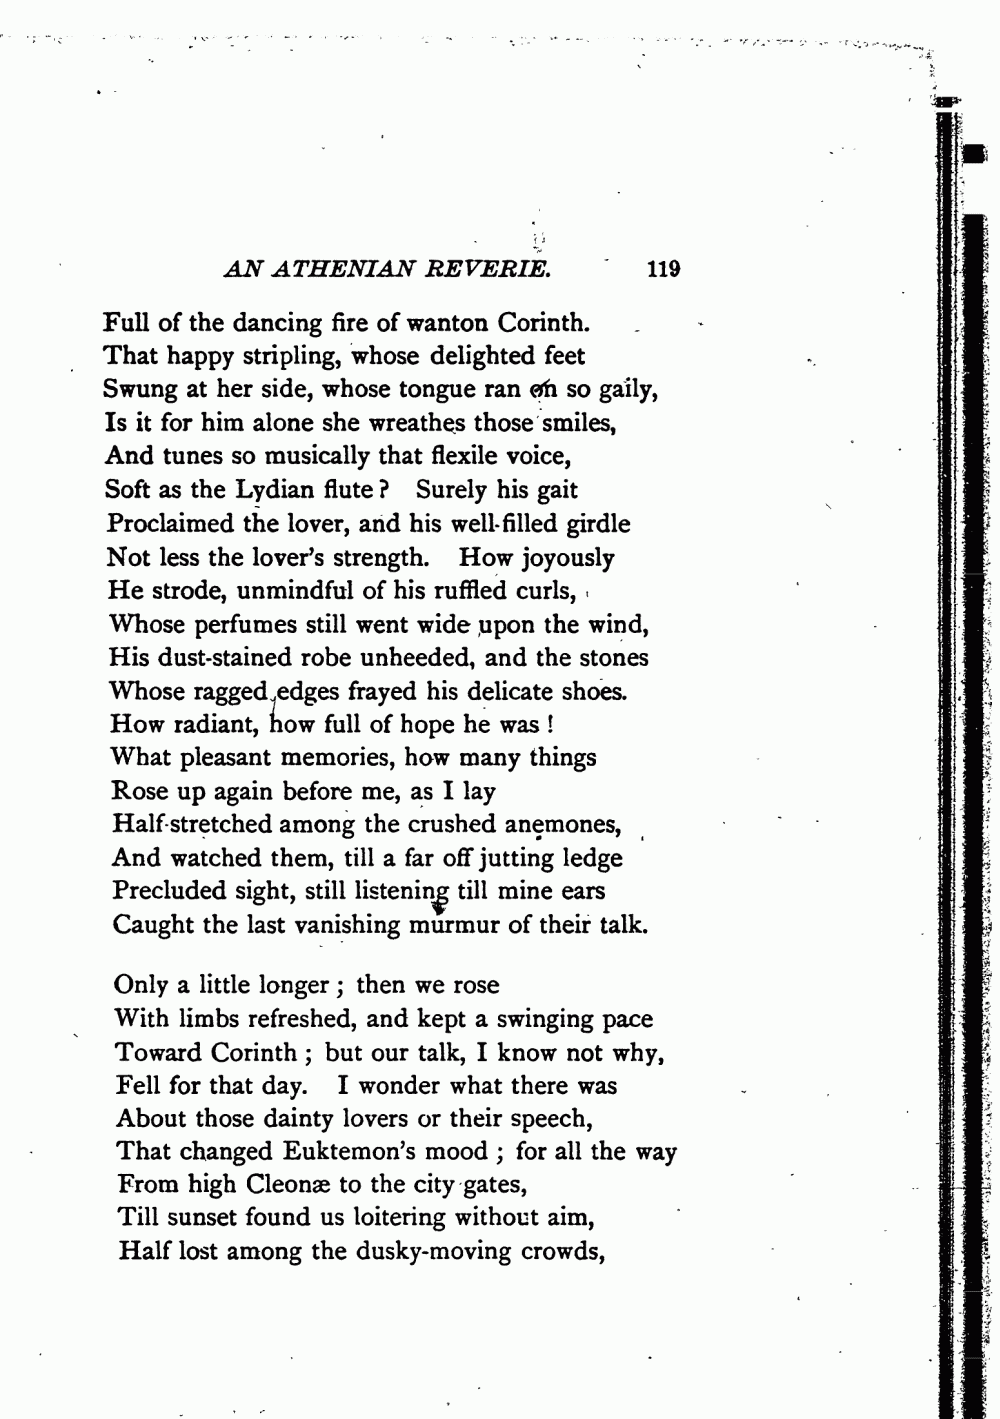 AN ATHENIAN REVERIE. 119
Full of the dancing fire of wanton Corinth.
That happy stripling, whose delighted feet
Swung at her side, whose tongue ran on so gaily,
Is it for him alone she wreathes those smiles,
And tunes so musically that flexile voice,
Soft as the Lydian flute? Surely his gait
Proclaimed the lover, and his well-filled girdle
Not less the lover's strength. How joyously
He strode, unmindful of his ruffled curls,
Whose perfumes still went wide upon the wind,
His dust-stained robe unheeded, and the stones
Whose ragged edges frayed his delicate shoes.
How radiant, how full of hope he was!
What pleasant memories, how many things
Rose up again before me, as I lay
Half-stretched among the crushed anemones,
And watched them, till a far off jutting ledge
Precluded sight, still listening till mine ears
Caught the last vanishing murmur of their talk.
Only a little longer; then we rose
With limbs refreshed, and kept a swinging pace
Toward Corinth; but our talk, I know not why,
Fell for that day. I wonder what there was
About those dainty lovers or their speech,
That changed Euktemon's mood; for all the way
From high Cleonæ to the city gates,
Till sunset found us loitering without aim,
Half lost among the dusky-moving crowds,